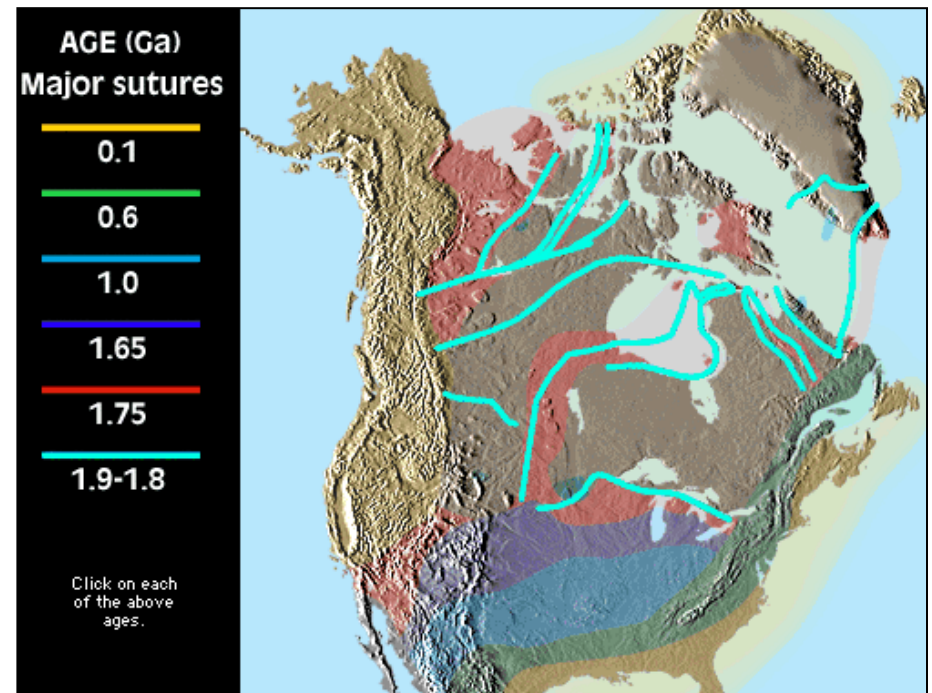 AGE (Ga)
Major sutures
0.1
0.6
1.0
1.65
1.75
1.9-1.8
Click on each
of the above
ages.